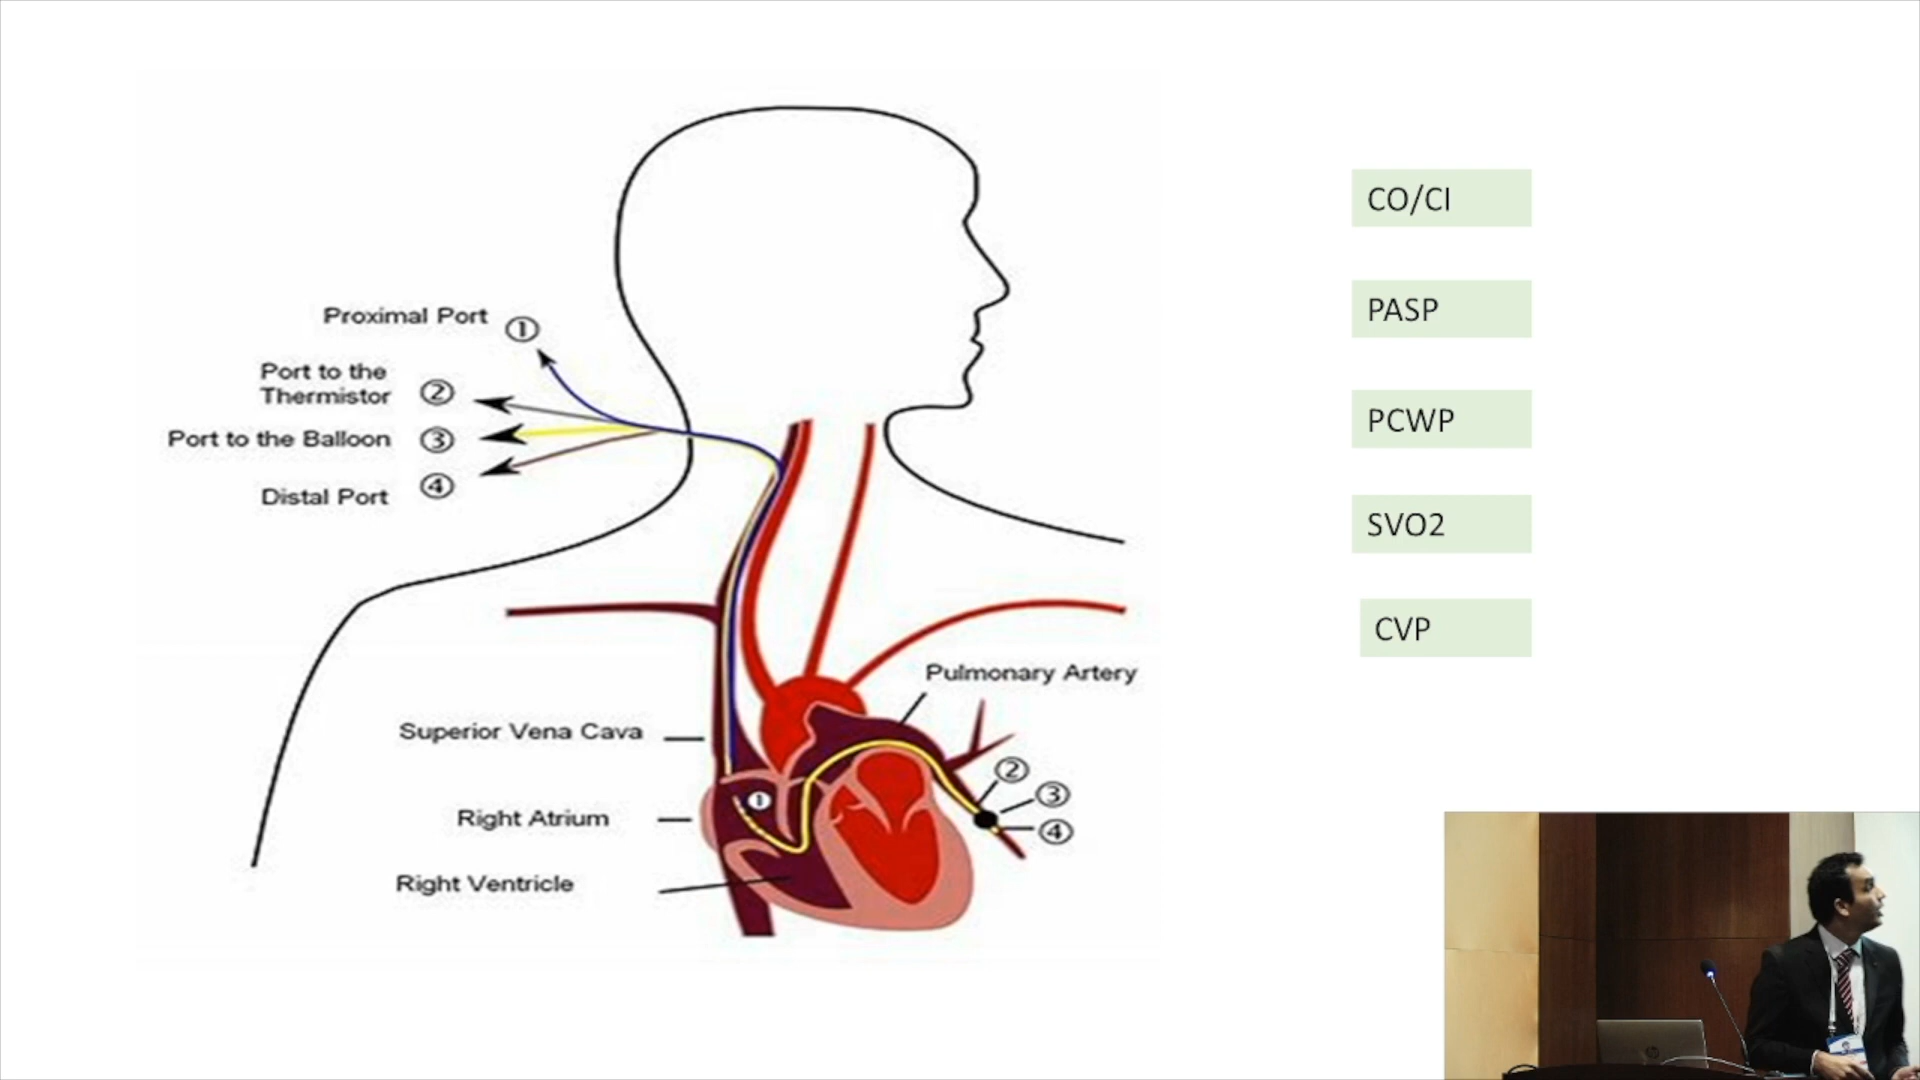 Proximal Port ①
Port to the
Thermistor ②
Port to the Balloon ③
Distal Port ④
Pulmonary Artery
Superior Vena Cava
①
②
③
④
Right Atrium
Right Ventricle
CO/CI
PASP
PCWP
SVO2
CVP